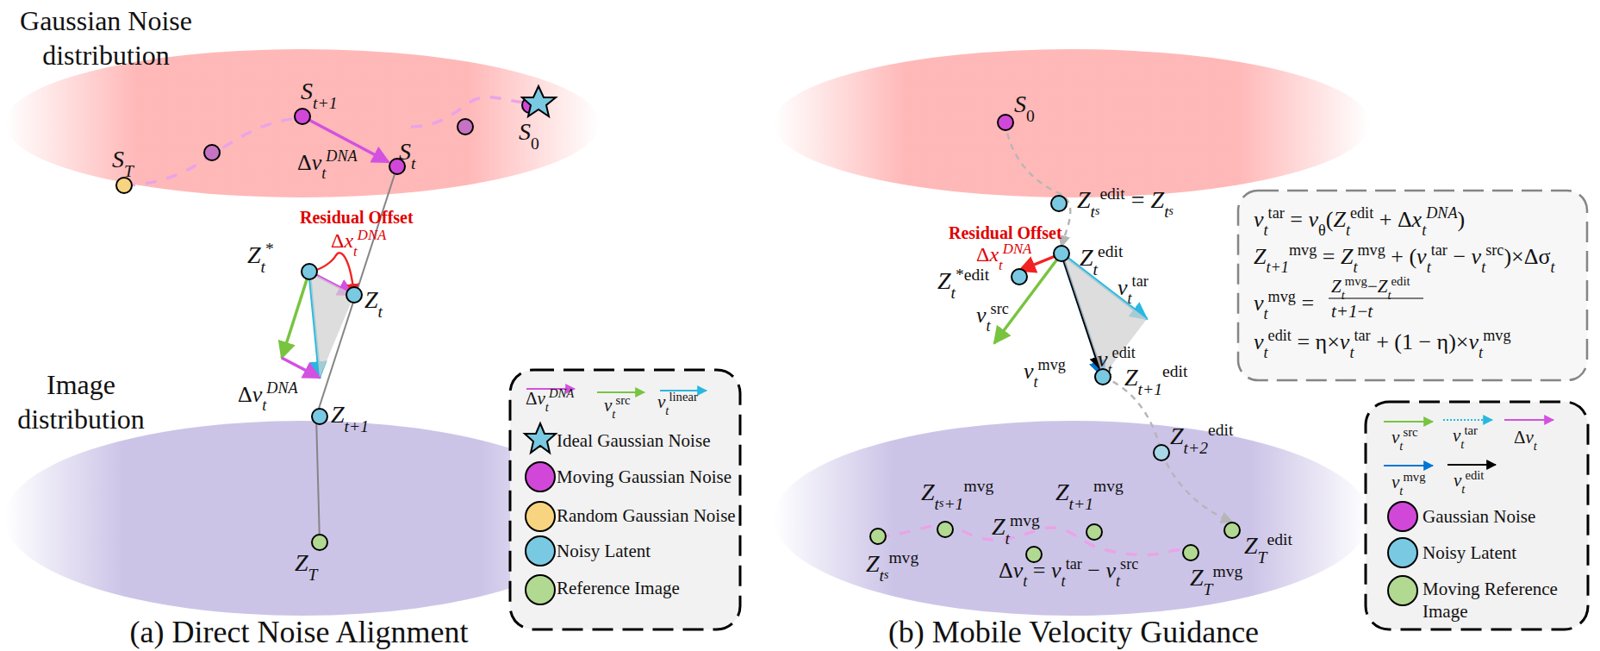 Gaussian Noise
distribution
S_{t+1}
S_0
S_T
Δv_t^{DNA}
S_t
Residual Offset
Δx_t^{DNA}
Z_t^*
Z_t
Image
distribution
Δv_t^{DNA}
Z_{t+1}
Z_T
Δv_t^{DNA} v_t^{src} v_t^{linear}
Ideal Gaussian Noise
Moving Gaussian Noise
Random Gaussian Noise
Noisy Latent
Reference Image
(a) Direct Noise Alignment
S_0
Z_{t^s}^{edit} = Z_{t^s}
Residual Offset
Δx_t^{DNA}
Z_t^{edit}
Z_t^{*edit}
v_t^{tar}
v_t^{src}
v_t^{mvg}
v_t^{edit}
Z_{t+1}^{edit}
Z_{t+2}^{edit}
Z_{t^s+1}^{mvg}
Z_{t+1}^{mvg}
Z_t^{mvg}
Z_{t^s}^{mvg}
Δv_t = v_t^{tar} − v_t^{src}
Z_T^{mvg}
Z_T^{edit}
v_t^{tar} = v_θ(Z_t^{edit} + Δx_t^{DNA})
Z_{t+1}^{mvg} = Z_t^{mvg} + (v_t^{tar} − v_t^{src})×Δσ_t
v_t^{mvg} = \frac{Z_t^{mvg}−Z_t^{edit}}{t+1−t}
v_t^{edit} = η×v_t^{tar} + (1 − η)×v_t^{mvg}
v_t^{src} v_t^{tar} Δv_t
v_t^{mvg} v_t^{edit}
Gaussian Noise
Noisy Latent
Moving Reference
Image
(b) Mobile Velocity Guidance